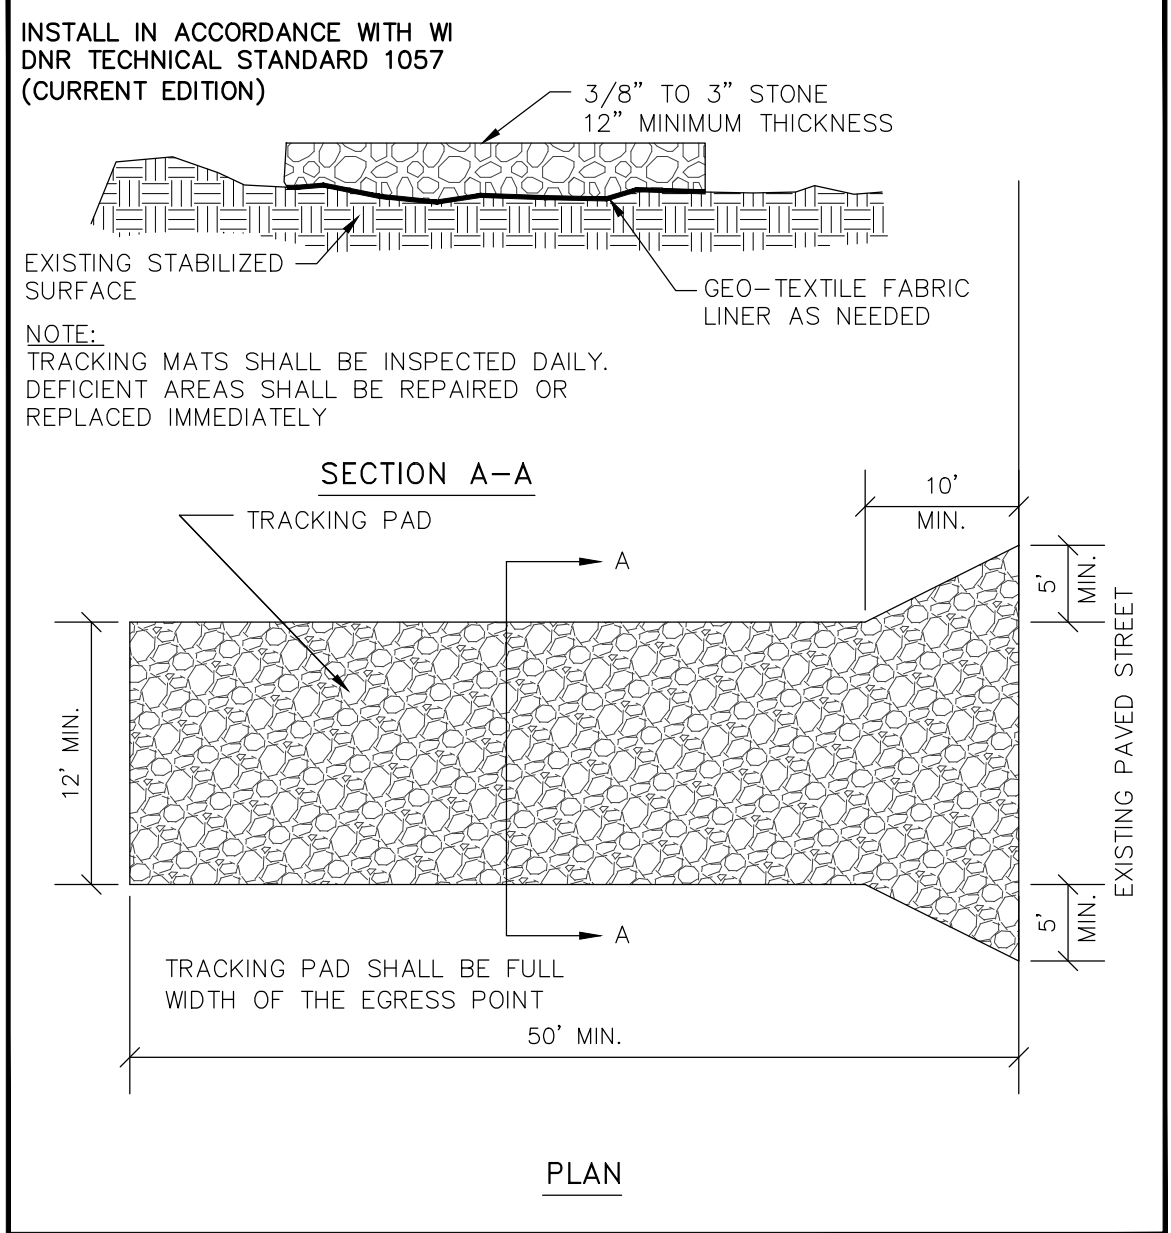 INSTALL IN ACCORDANCE WITH WI
DNR TECHNICAL STANDARD 1057
(CURRENT EDITION)
3/8” TO 3” STONE
12” MINIMUM THICKNESS
EXISTING STABILIZED
SURFACE
GEO-TEXTILE FABRIC
LINER AS NEEDED
NOTE:
TRACKING MATS SHALL BE INSPECTED DAILY.
DEFICIENT AREAS SHALL BE REPAIRED OR
REPLACED IMMEDIATELY
SECTION A-A
TRACKING PAD
10’
MIN.
A
5’
MIN.
12’ MIN.
EXISTING PAVED STREET
5’
MIN.
A
TRACKING PAD SHALL BE FULL
WIDTH OF THE EGRESS POINT
50’ MIN.
PLAN